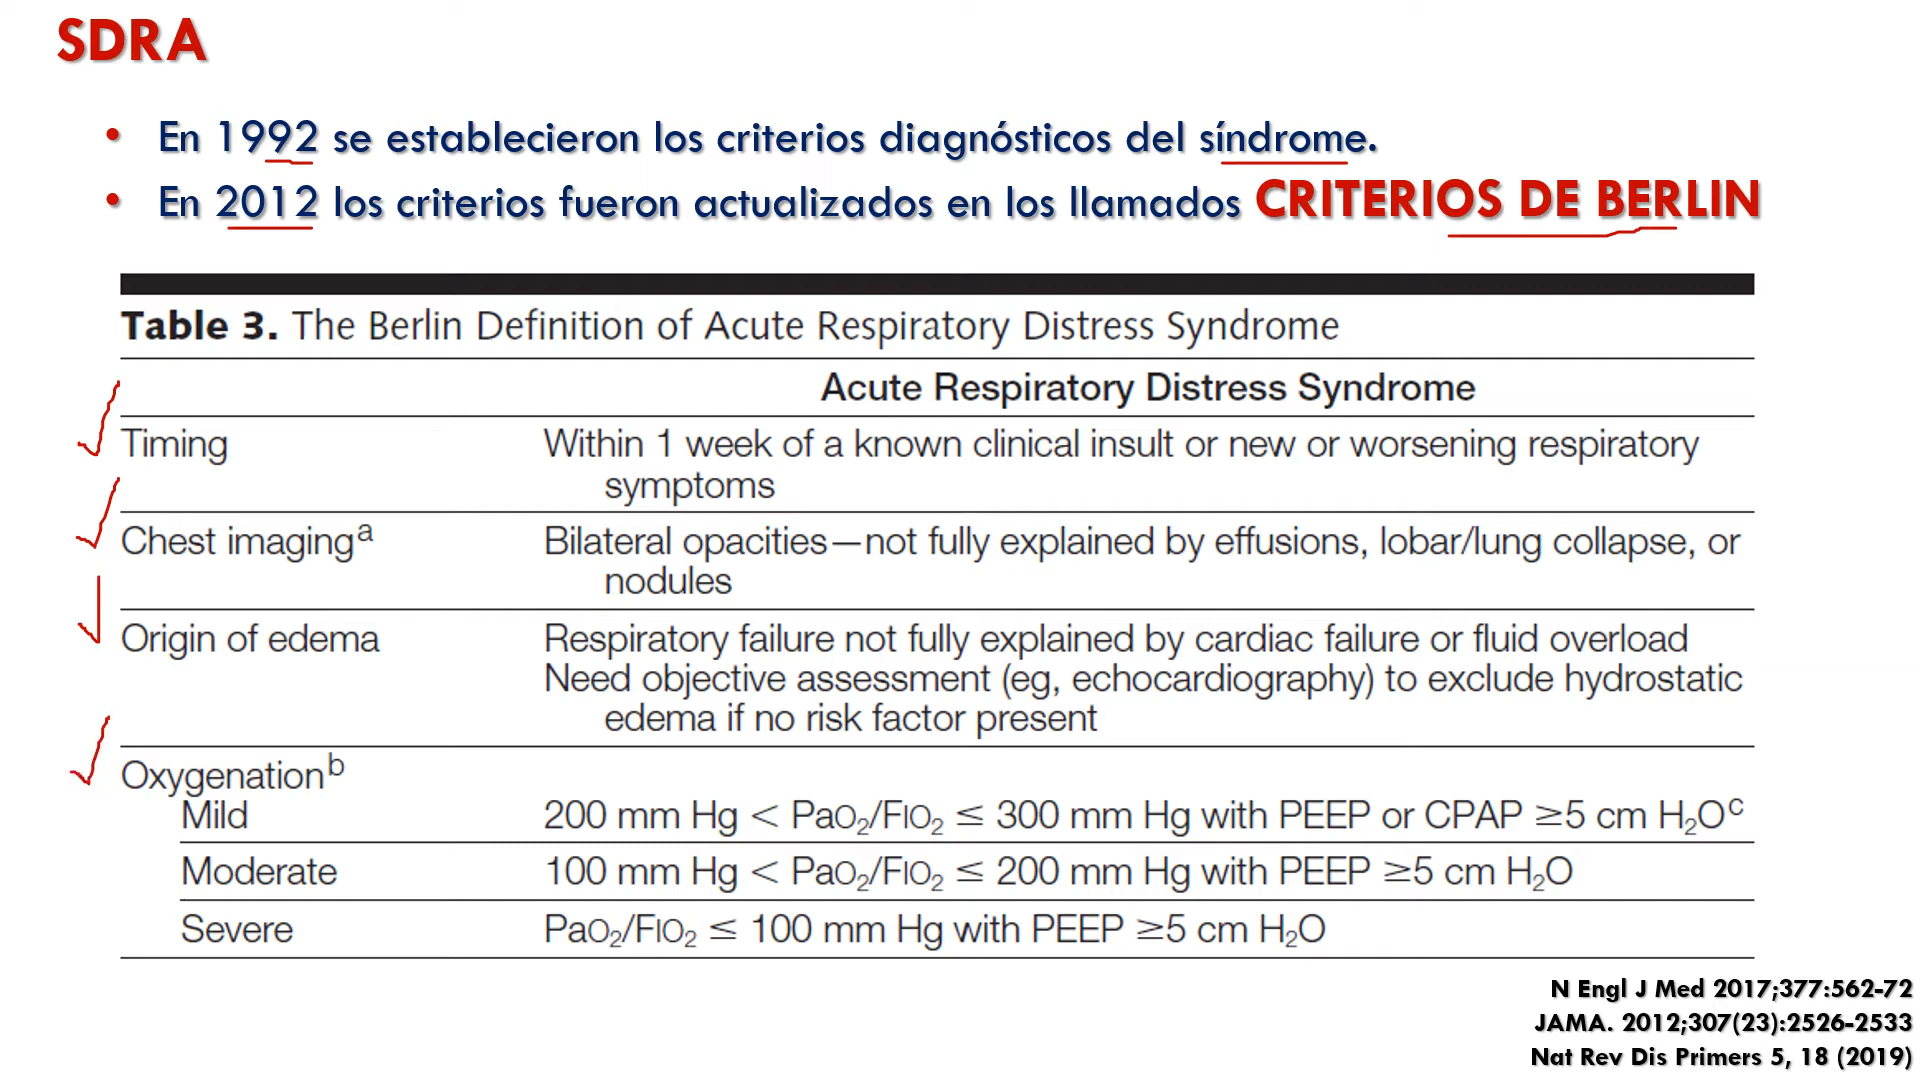 SDRA
• En 1992 se establecieron los criterios diagnósticos del síndrome.
• En 2012 los criterios fueron actualizados en los llamados CRITERIOS DE BERLIN
Table 3. The Berlin Definition of Acute Respiratory Distress Syndrome
Acute Respiratory Distress Syndrome
Timing Within 1 week of a known clinical insult or new or worsening respiratory
symptoms
Chest imagingᵃ Bilateral opacities—not fully explained by effusions, lobar/lung collapse, or
nodules
Origin of edema Respiratory failure not fully explained by cardiac failure or fluid overload
Need objective assessment (eg, echocardiography) to exclude hydrostatic
edema if no risk factor present
Oxygenationᵇ
Mild 200 mm Hg < PaO₂/FIO₂ ≤ 300 mm Hg with PEEP or CPAP ≥5 cm H₂Oᶜ
Moderate 100 mm Hg < PaO₂/FIO₂ ≤ 200 mm Hg with PEEP ≥5 cm H₂O
Severe PaO₂/FIO₂ ≤ 100 mm Hg with PEEP ≥5 cm H₂O
N Engl J Med 2017;377:562-72
JAMA. 2012;307(23):2526-2533
Nat Rev Dis Primers 5, 18 (2019)